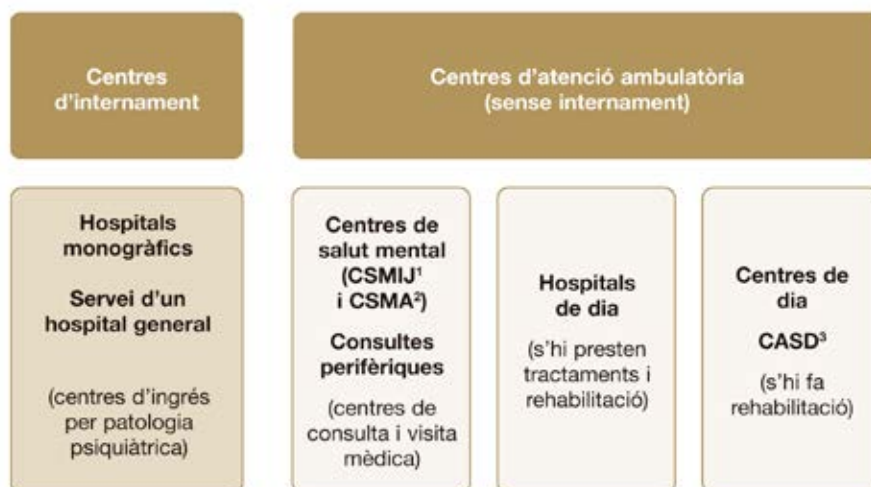 Centres
d'internament
Centres d'atenció ambulatòria
(sense internament)
Hospitals
monogràfics
Servei d'un
hospital general
(centres d'ingrés
per patologia
psiquiàtrica)
Centres de
salut mental
(CSMIJ¹
i CSMA²)
Consultes
perifèriques
(centres de
consulta i visita
mèdica)
Hospitals
de dia
(s'hi presten
tractaments i
rehabilitació)
Centres de
dia
CASD³
(s'hi fa
rehabilitació)